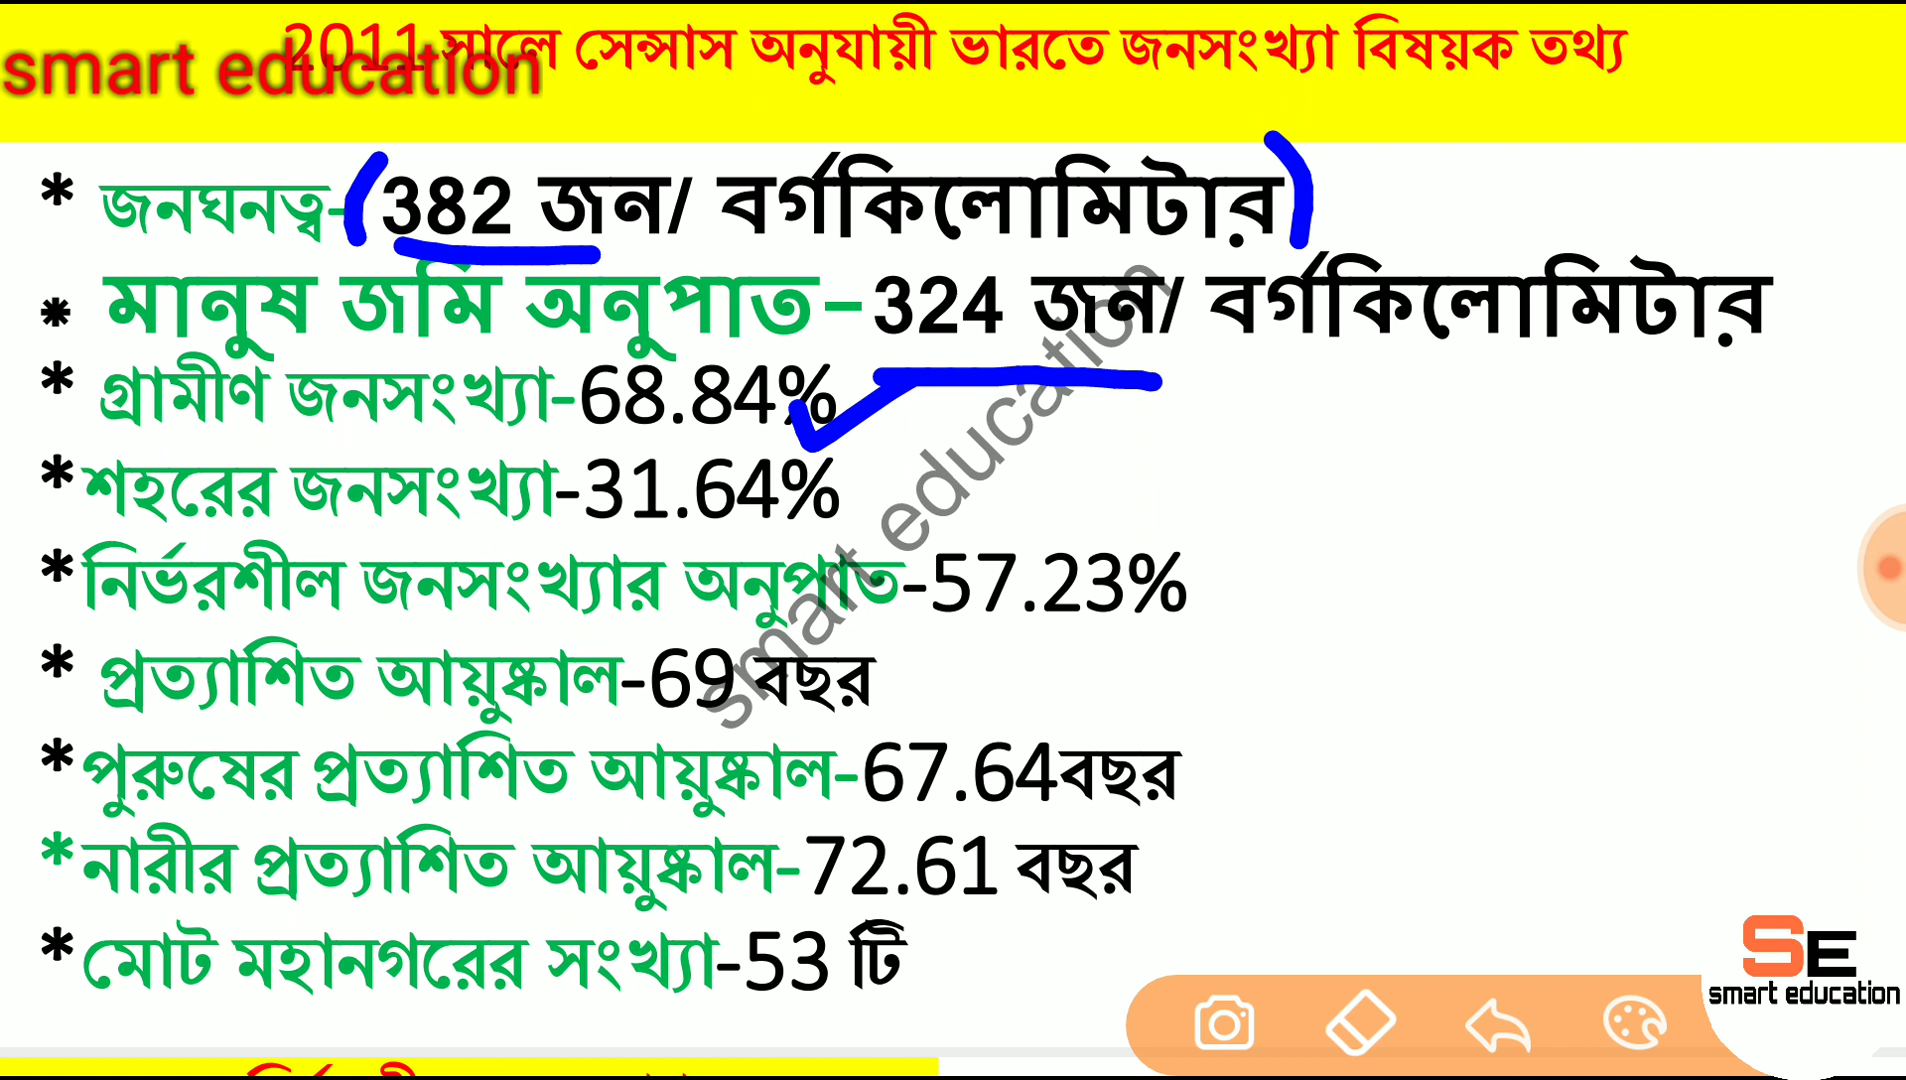 2011 সালে সেন্সাস অনুযায়ী ভারতে জনসংখ্যা বিষয়ক তথ্য
smart education
* জনঘনত্ব-(382 জন/ বর্গকিলোমিটার)
* মানুষ জমি অনুপাত-324 জন/ বর্গকিলোমিটার
* গ্রামীণ জনসংখ্যা-68.84%
*শহরের জনসংখ্যা-31.64%
*নির্ভরশীল জনসংখ্যার অনুপাত-57.23%
* প্রত্যাশিত আয়ুষ্কাল-69 বছর
*পুরুষের প্রত্যাশিত আয়ুষ্কাল-67.64বছর
*নারীর প্রত্যাশিত আয়ুষ্কাল-72.61 বছর
*মোট মহানগরের সংখ্যা-53 টি
smart education
SE
smart education